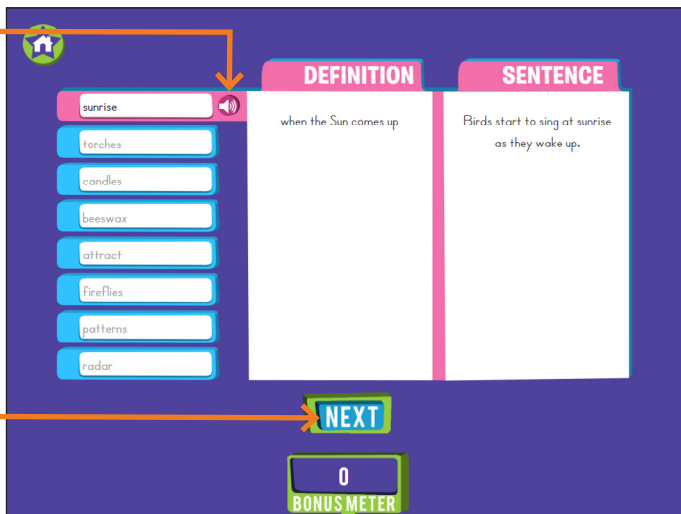 DEFINITION
SENTENCE
sunrise
torches
candles
beeswax
attract
fireflies
patterns
radar
when the Sun comes up
Birds start to sing at sunrise
as they wake up.
NEXT
0
BONUS METER